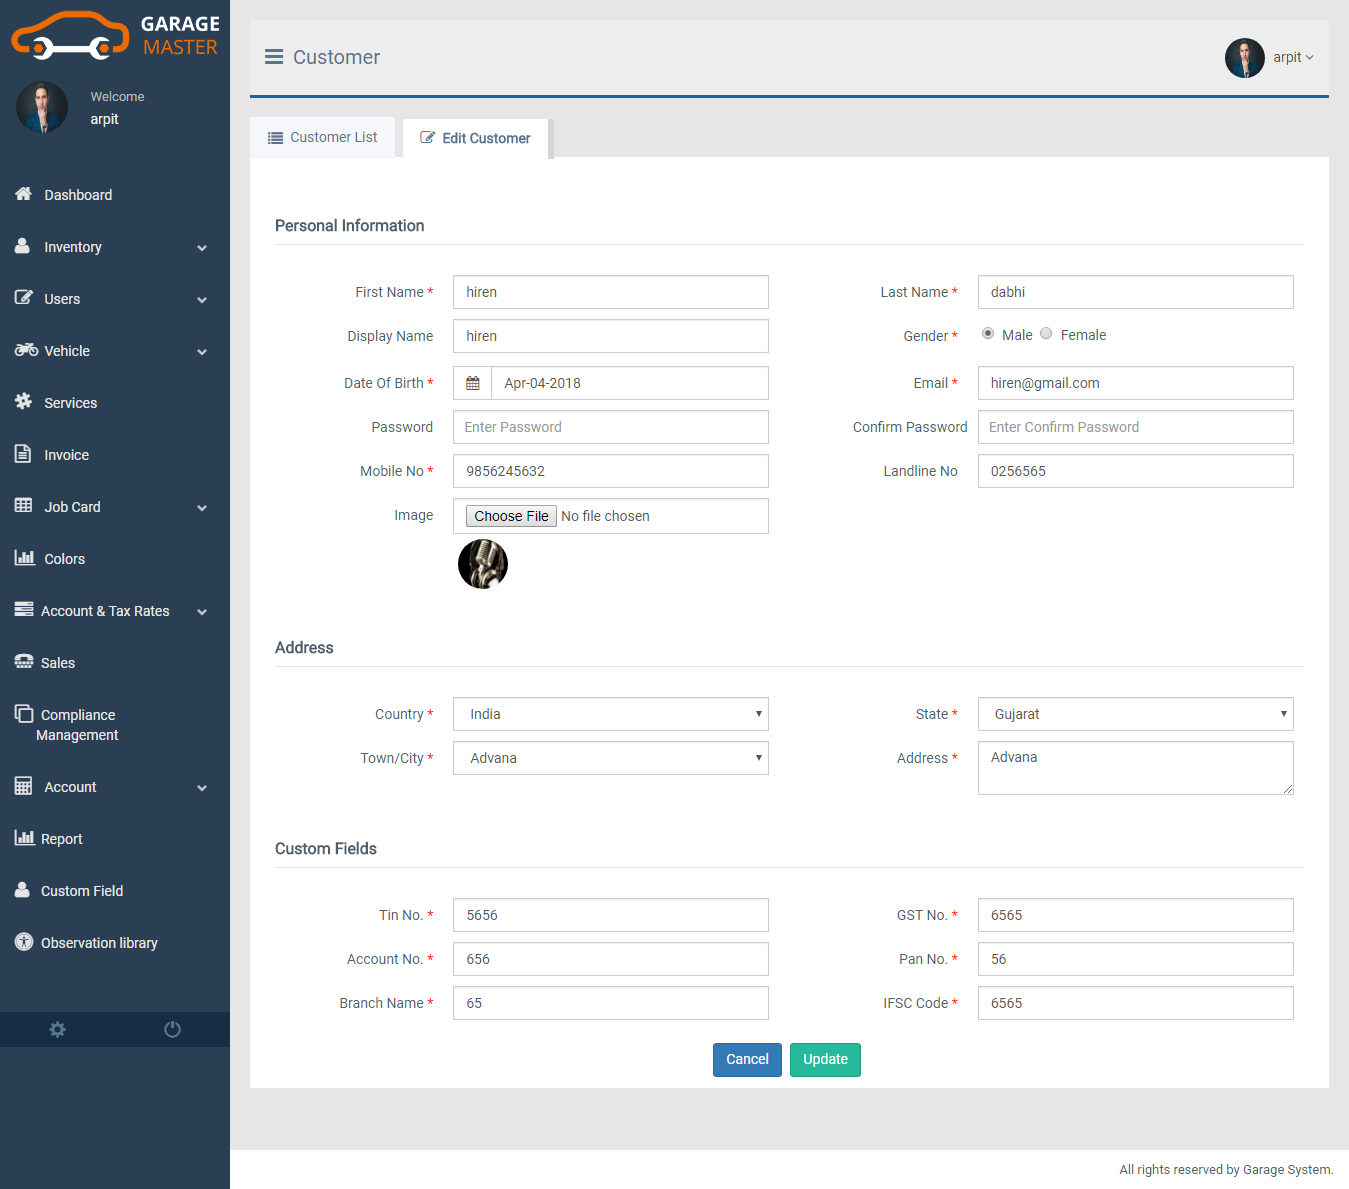 GARAGE
MASTER
Welcome
arpit
Dashboard
Inventory
Users
Vehicle
Services
Invoice
Job Card
Colors
Account & Tax Rates
Sales
Compliance
Management
Account
Report
Custom Field
Observation library
Customer
arpit
Customer List
Edit Customer
Personal Information
First Name * hiren
Last Name * dabhi
Display Name hiren
Gender * Male Female
Date Of Birth * Apr-04-2018
Email * hiren@gmail.com
Password Enter Password
Confirm Password Enter Confirm Password
Mobile No * 9856245632
Landline No 0256565
Image Choose File No file chosen
Address
Country * India
State * Gujarat
Town/City * Advana
Address * Advana
Custom Fields
Tin No. * 5656
GST No. * 6565
Account No. * 656
Pan No. * 56
Branch Name * 65
IFSC Code * 6565
Cancel Update
All rights reserved by Garage System.